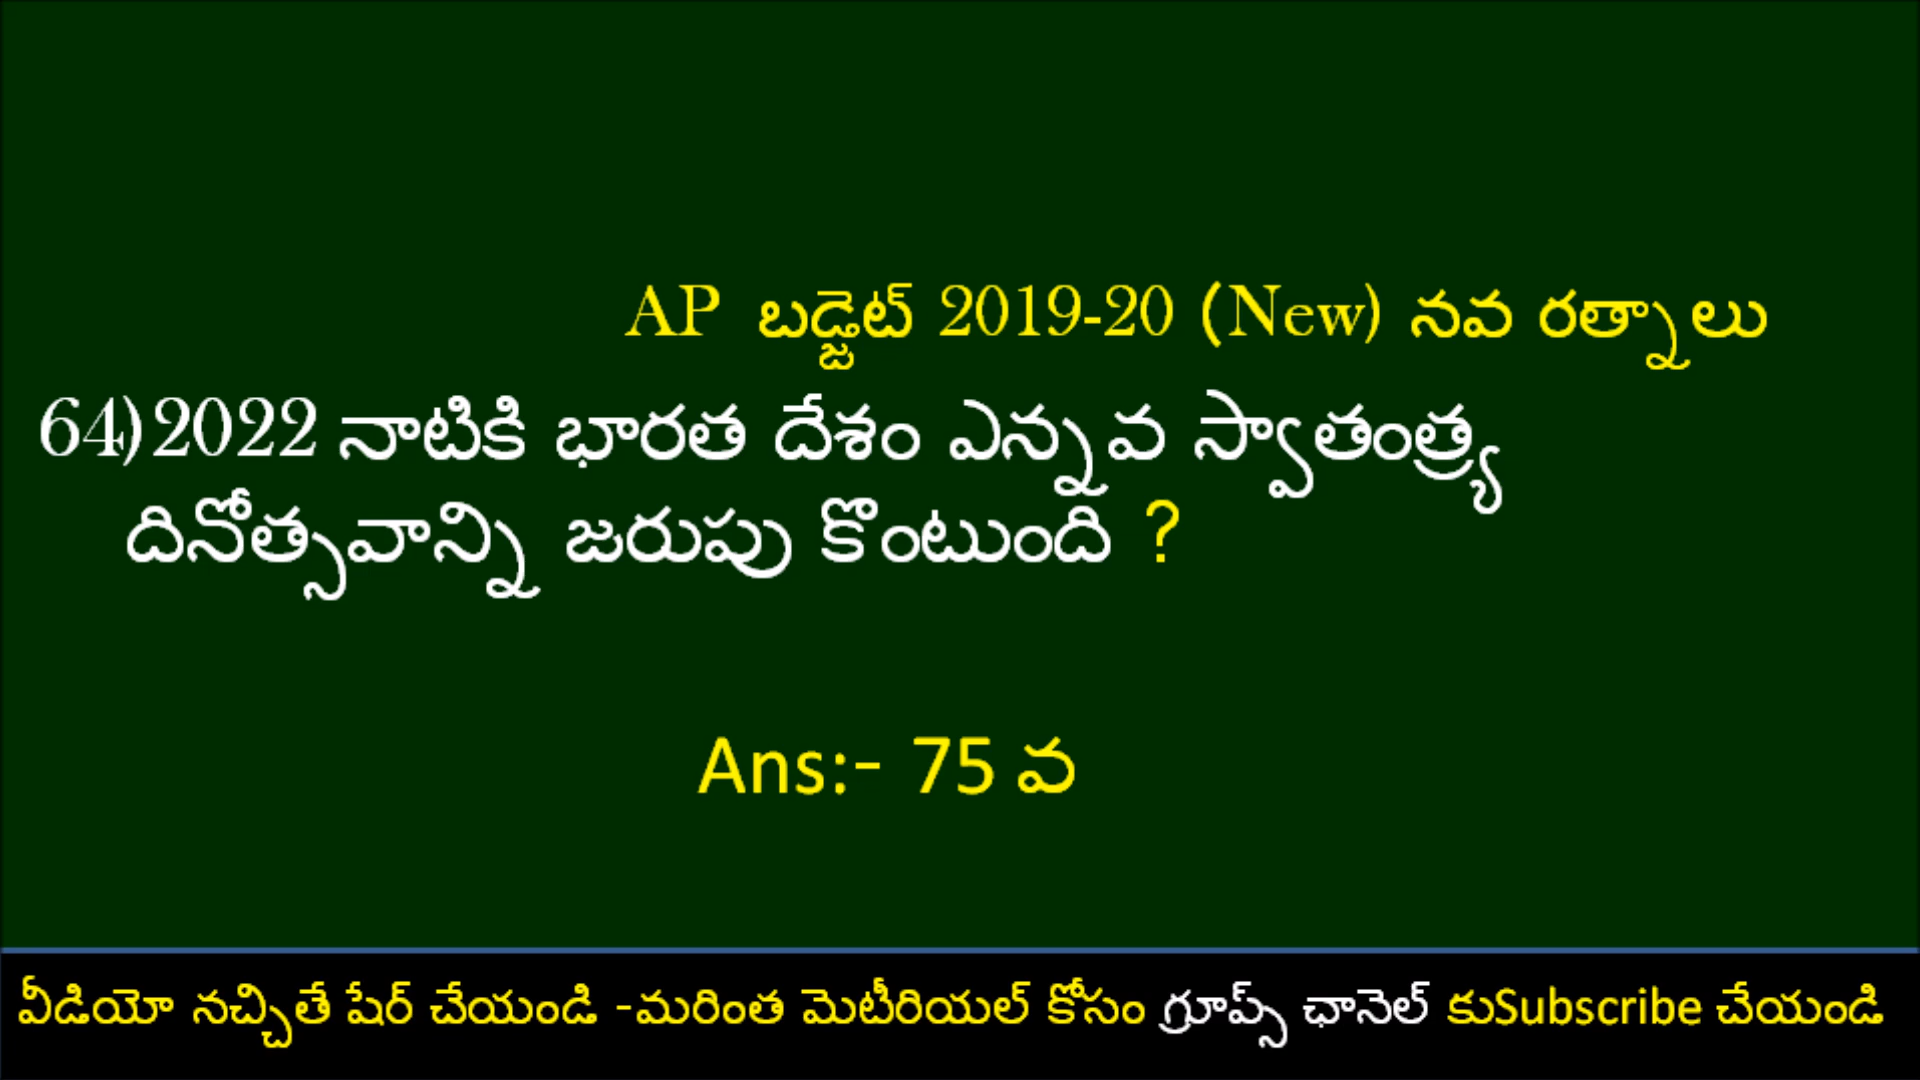 AP బడ్జెట్ 2019-20 (New) నవ రత్నాలు
64)2022 నాటికి భారత దేశం ఎన్నవ స్వాతంత్ర్య
దినోత్సవాన్ని జరుపు కొంటుంది ?
Ans:- 75 వ
వీడియో నచ్చితే షేర్ చేయండి -మరింత మెటీరియల్ కోసం గ్రూప్స్ ఛానెల్ కుSubscribe చేయండి